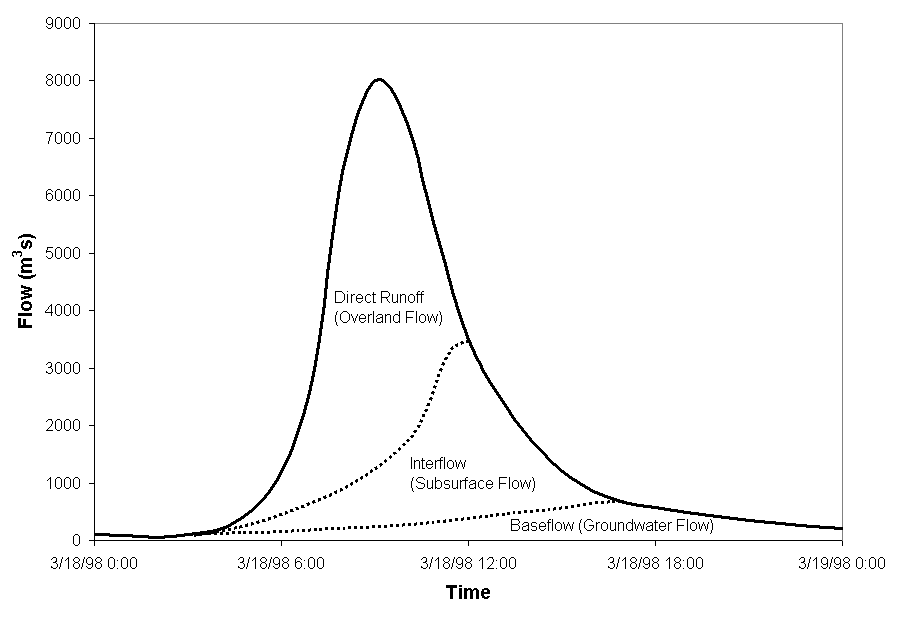 9000
8000
7000
6000
5000
4000
3000
2000
1000
0
Flow (m³s)
Direct Runoff
(Overland Flow)
Interflow
(Subsurface Flow)
Baseflow (Groundwater Flow)
3/18/98 0:00 3/18/98 6:00 3/18/98 12:00 3/18/98 18:00 3/19/98 0:00
Time